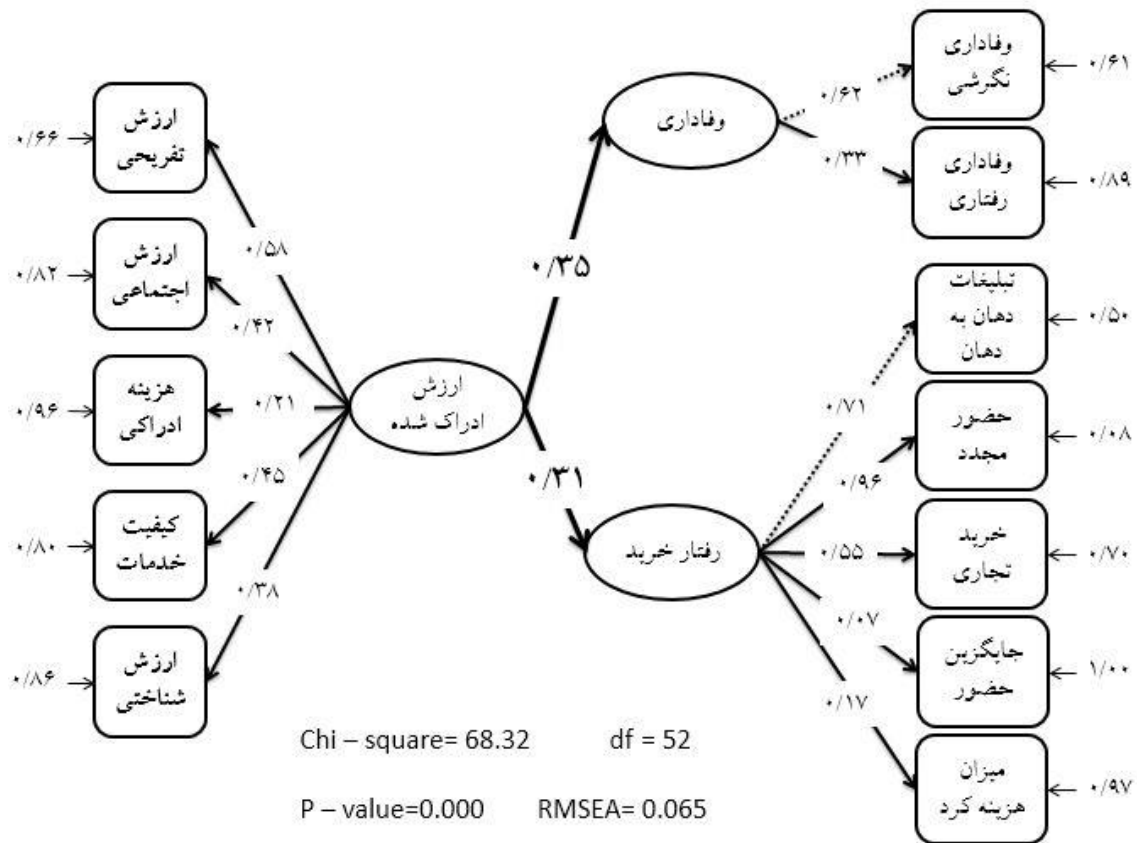 وفاداری
نگرشی
۰/۶۱
۰/۶۲
وفاداری
ارزش
تفریحی
۰/۶۶
وفاداری
رفتاری
۰/۸۹
۰/۳۳
۰/۵۸
ارزش
اجتماعی
۰/۸۲
۰/۴۲
۰/۳۵
تبلیغات
دهان به
دهان
۰/۵۰
۰/۷۱
هزینه
ادراکی
۰/۹۶
۰/۲۱
ارزش
ادراک شده
حضور
مجدد
۰/۰۸
۰/۹۶
۰/۳۱
کیفیت
خدمات
۰/۸۰
۰/۴۵
رفتار خرید
خرید
تجاری
۰/۷۰
۰/۵۵
۰/۳۸
ارزش
شناختی
۰/۸۶
جایگزین
حضور
۱/۰۰
۰/۰۷
۰/۱۷
میزان
هزینه کرد
۰/۹۷
Chi – square= 68.32 df = 52
P – value=0.000 RMSEA= 0.065